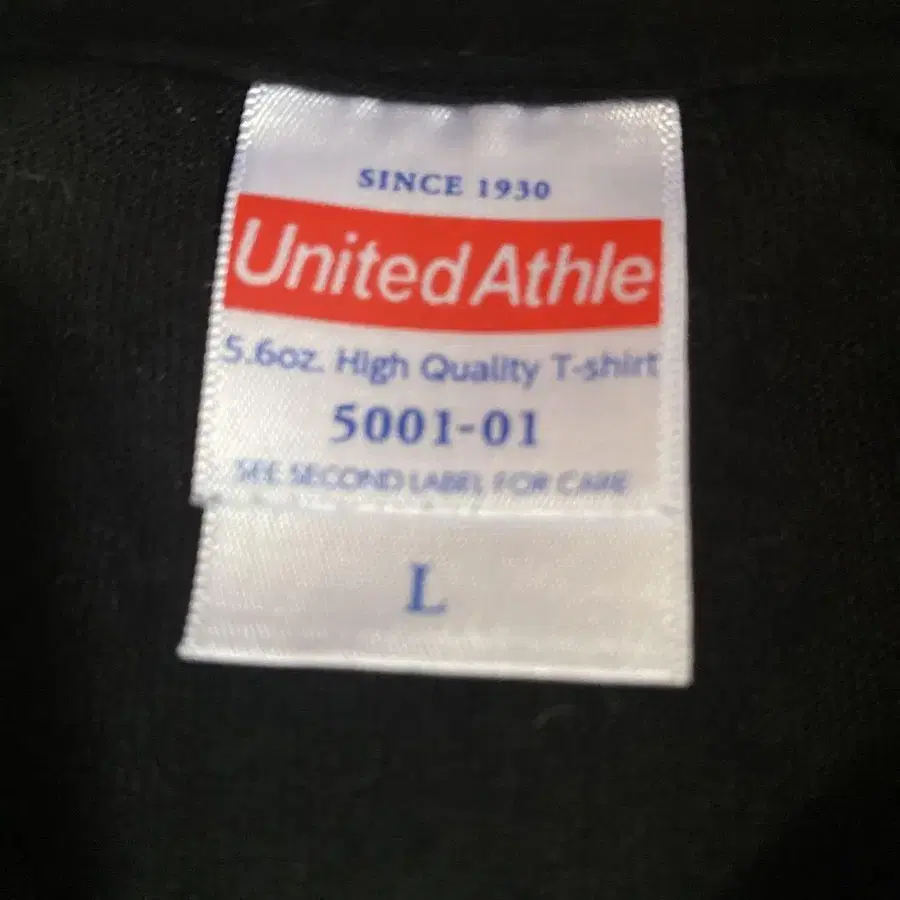 SINCE 1930
United Athle
5.6oz. High Quality T-shirt
5001-01
SEE SECOND LABEL FOR CARE
L